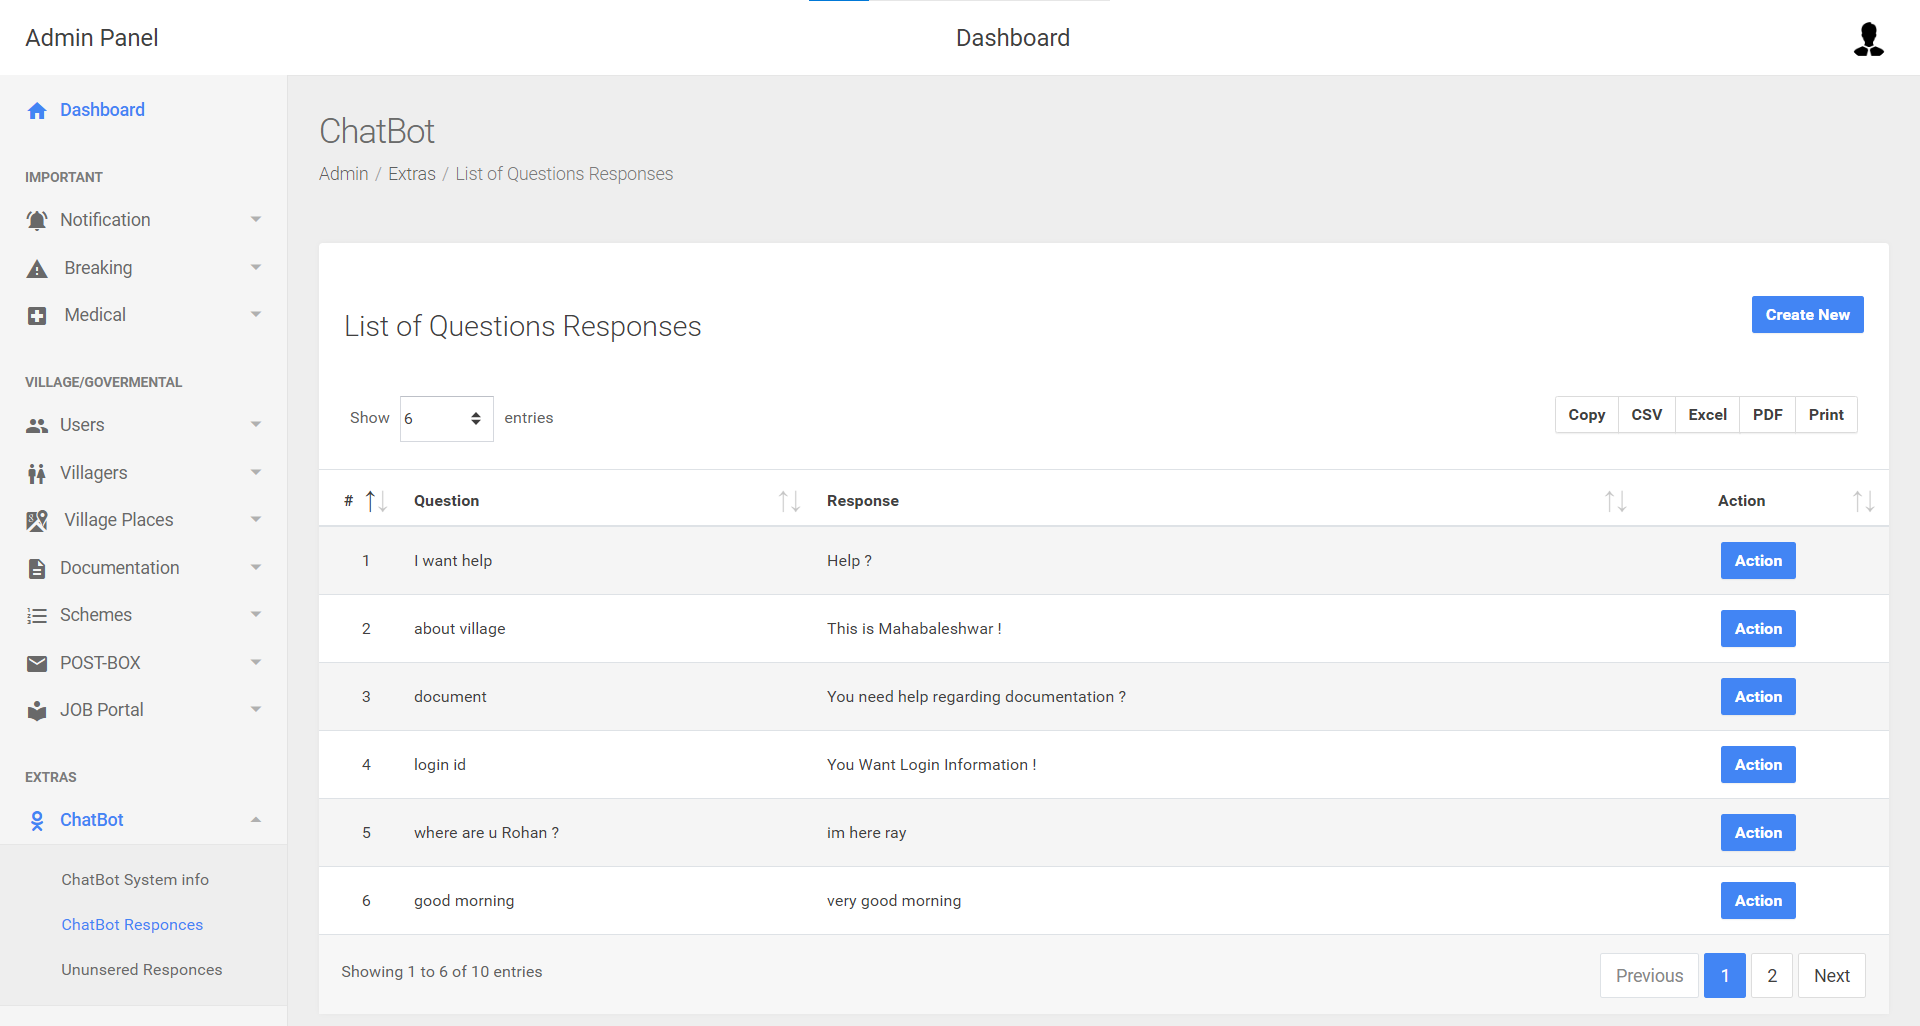 Admin Panel
Dashboard
Dashboard
IMPORTANT
Notification
Breaking
Medical
VILLAGE/GOVERMENTAL
Users
Villagers
Village Places
Documentation
Schemes
POST-BOX
JOB Portal
EXTRAS
ChatBot
ChatBot System info
ChatBot Responces
Ununsered Responces
ChatBot
Admin / Extras / List of Questions Responses
List of Questions Responses
Create New
Show 6 entries
Copy CSV Excel PDF Print
# Question Response Action
1 I want help Help ? Action
2 about village This is Mahabaleshwar ! Action
3 document You need help regarding documentation ? Action
4 login id You Want Login Information ! Action
5 where are u Rohan ? im here ray Action
6 good morning very good morning Action
Showing 1 to 6 of 10 entries
Previous 1 2 Next